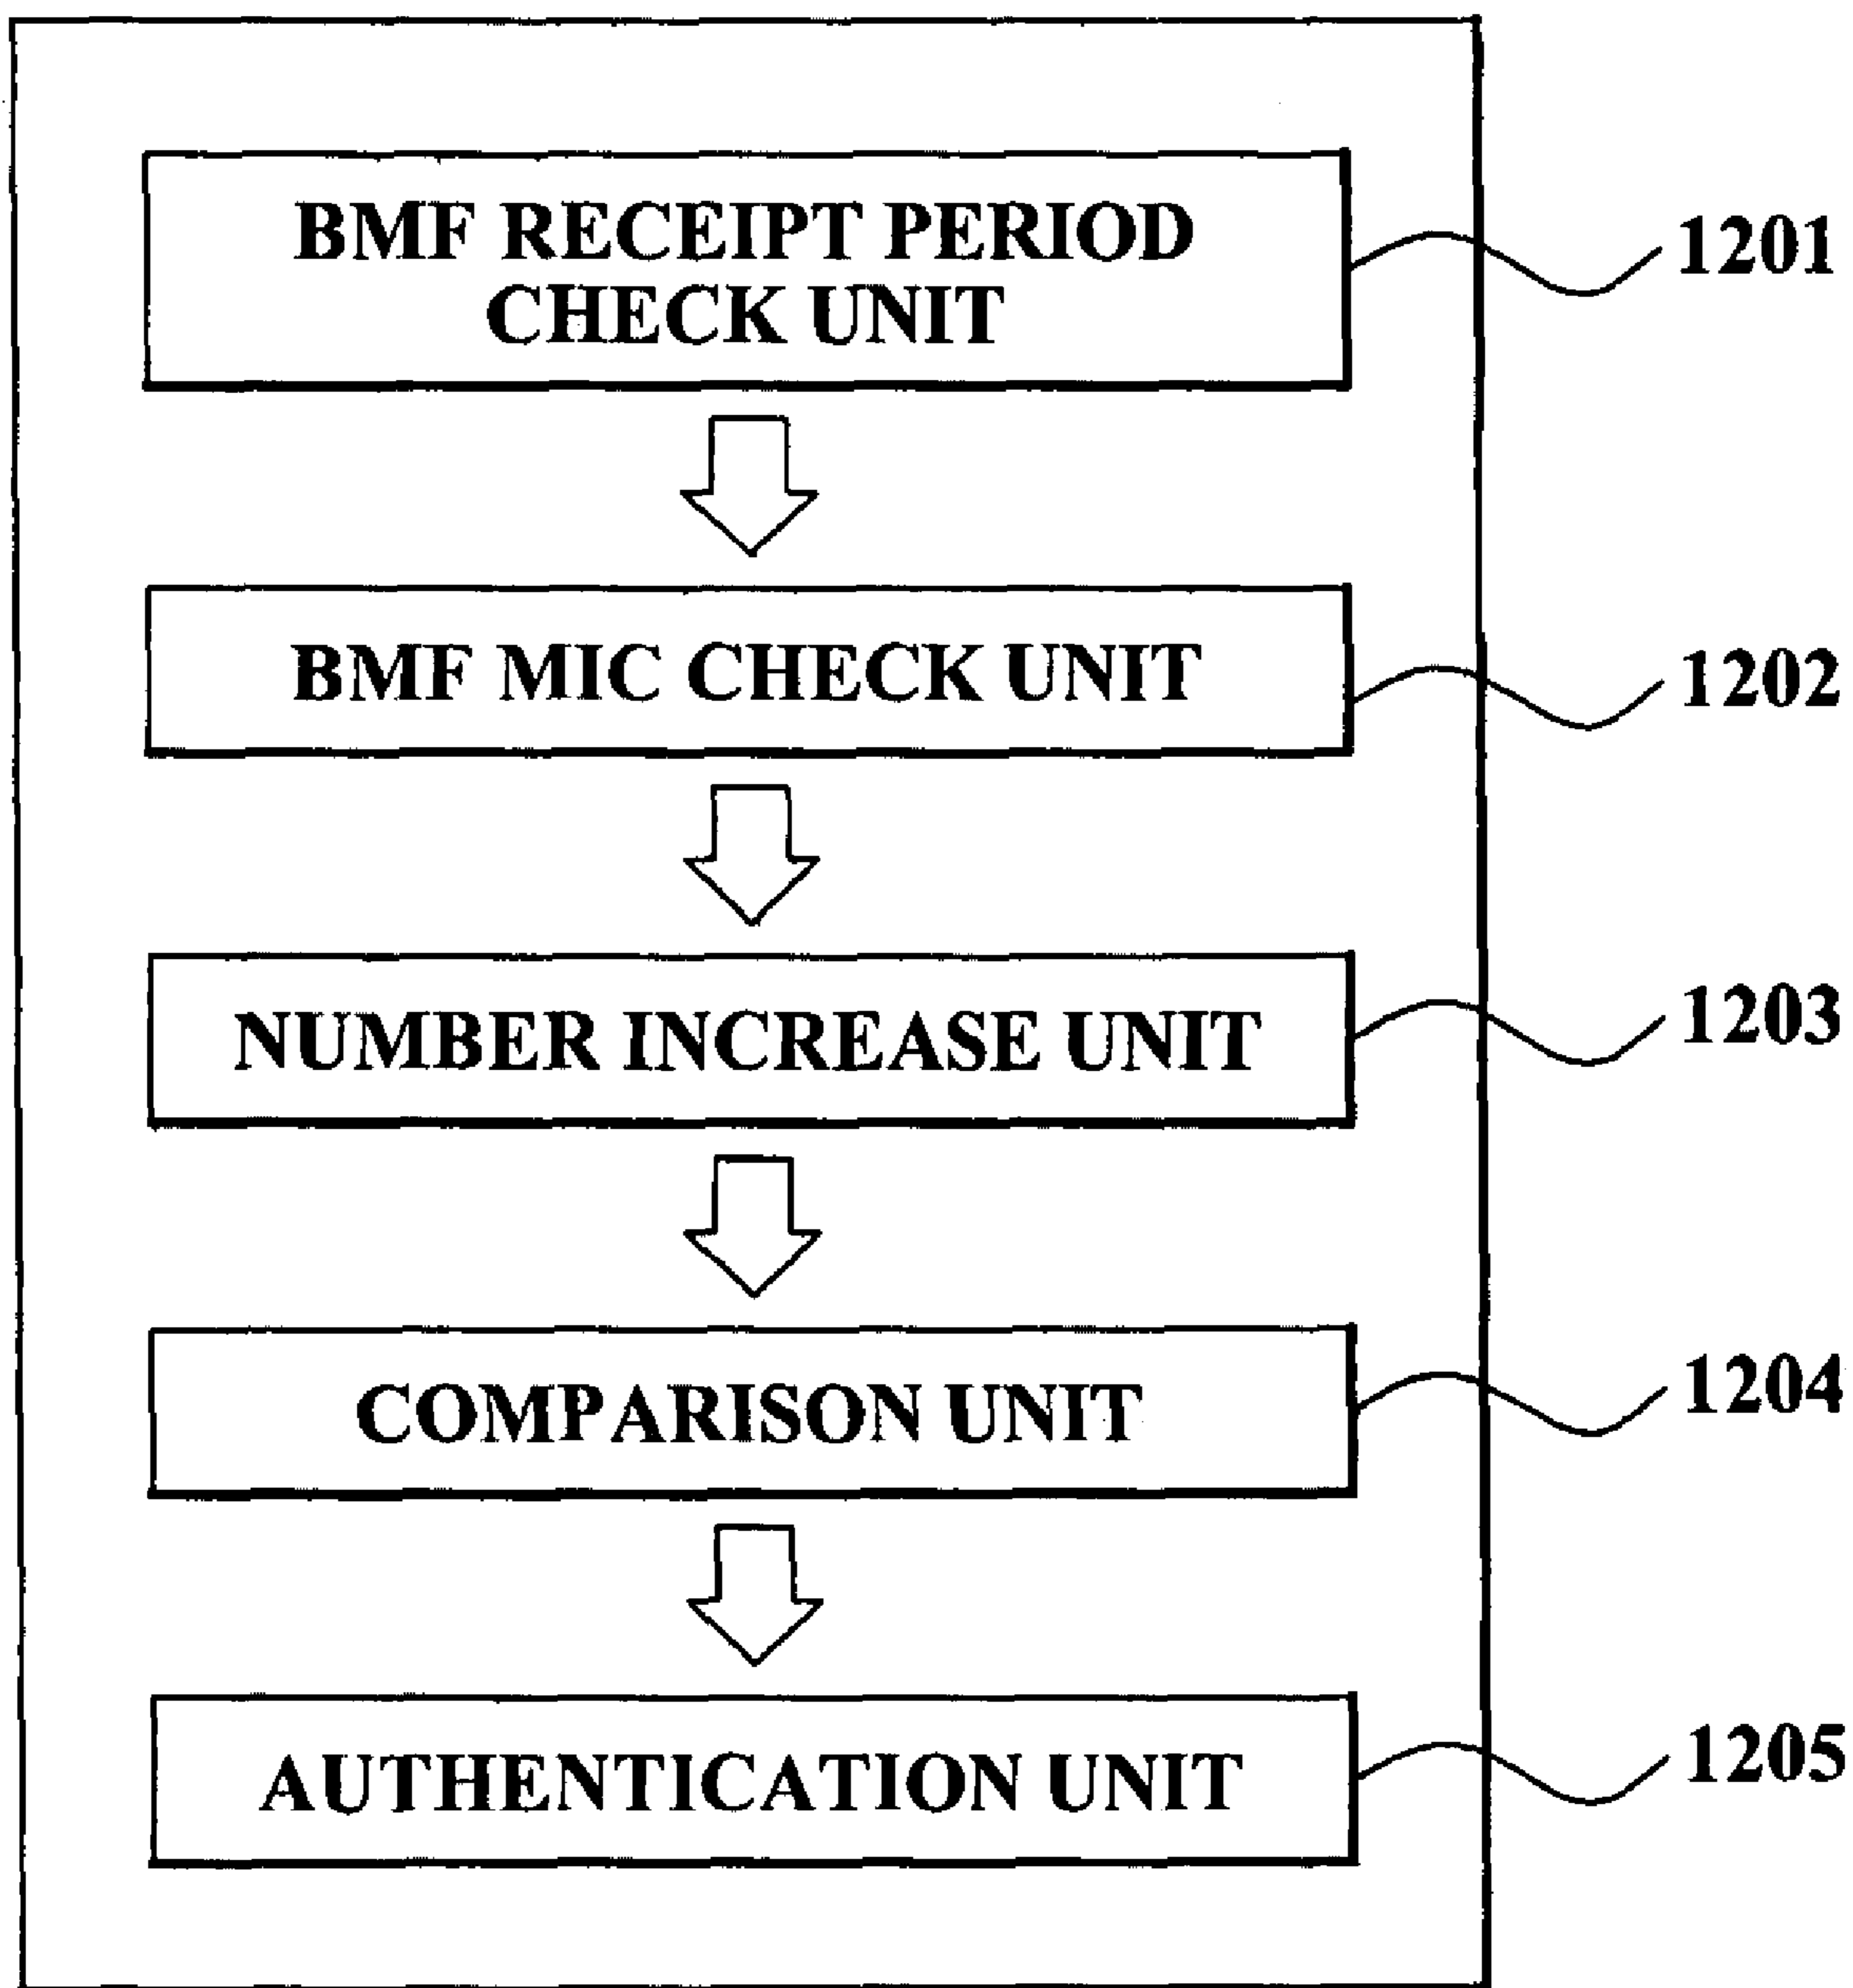 BMF RECEIPT PERIOD
CHECK UNIT
1201
BMF MIC CHECK UNIT
1202
NUMBER INCREASE UNIT
1203
COMPARISON UNIT
1204
AUTHENTICATION UNIT
1205